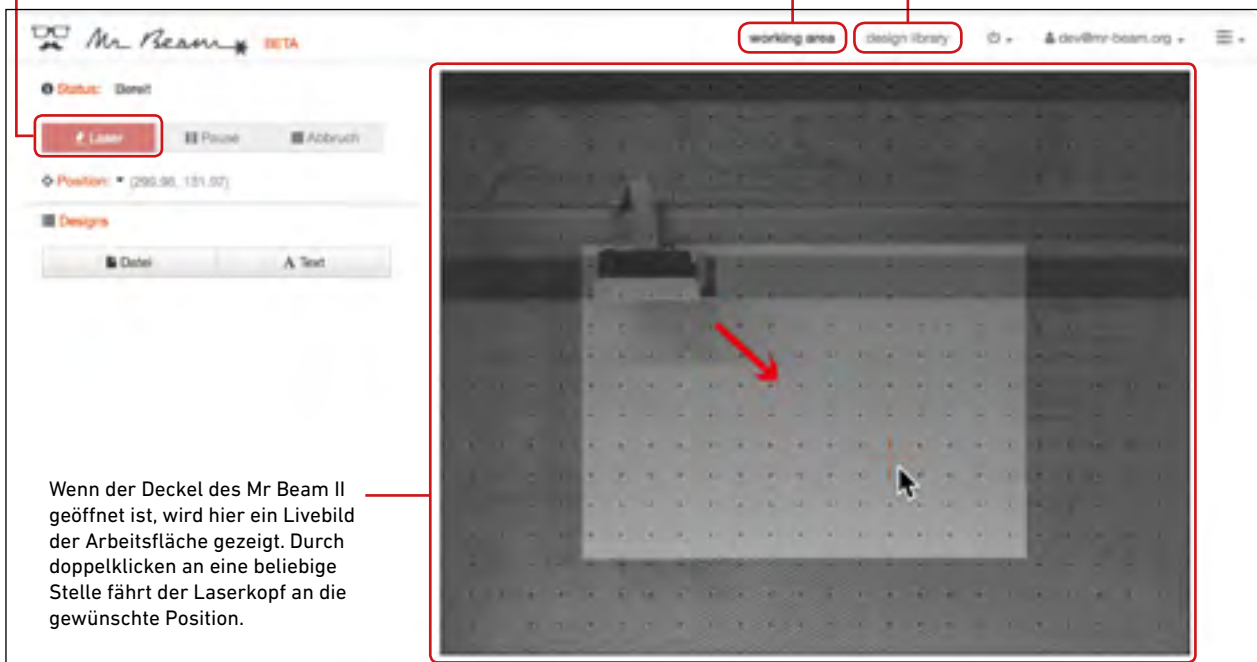 Mr Beam BETA
working area
design library
dev@mr-beam.org
Status: Bereit
Laser
Pause
Abbruch
Position: (290.98, 131.97)
Designs
Datei
A Text
Wenn der Deckel des Mr Beam II
geöffnet ist, wird hier ein Livebild
der Arbeitsfläche gezeigt. Durch
doppelklicken an eine beliebige
Stelle fährt der Laserkopf an die
gewünschte Position.